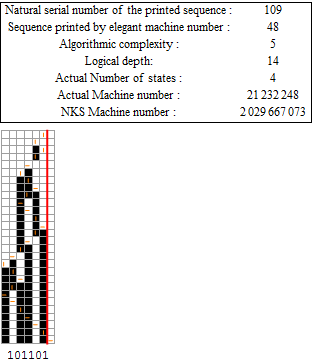 Natural serial number of the printed sequence : 109
Sequence printed by elegant machine number : 48
Algorithmic complexity : 5
Logical depth: 14
Actual Number of states : 4
Actual Machine number : 21 232 248
NKS Machine number : 2 029 667 073
101101